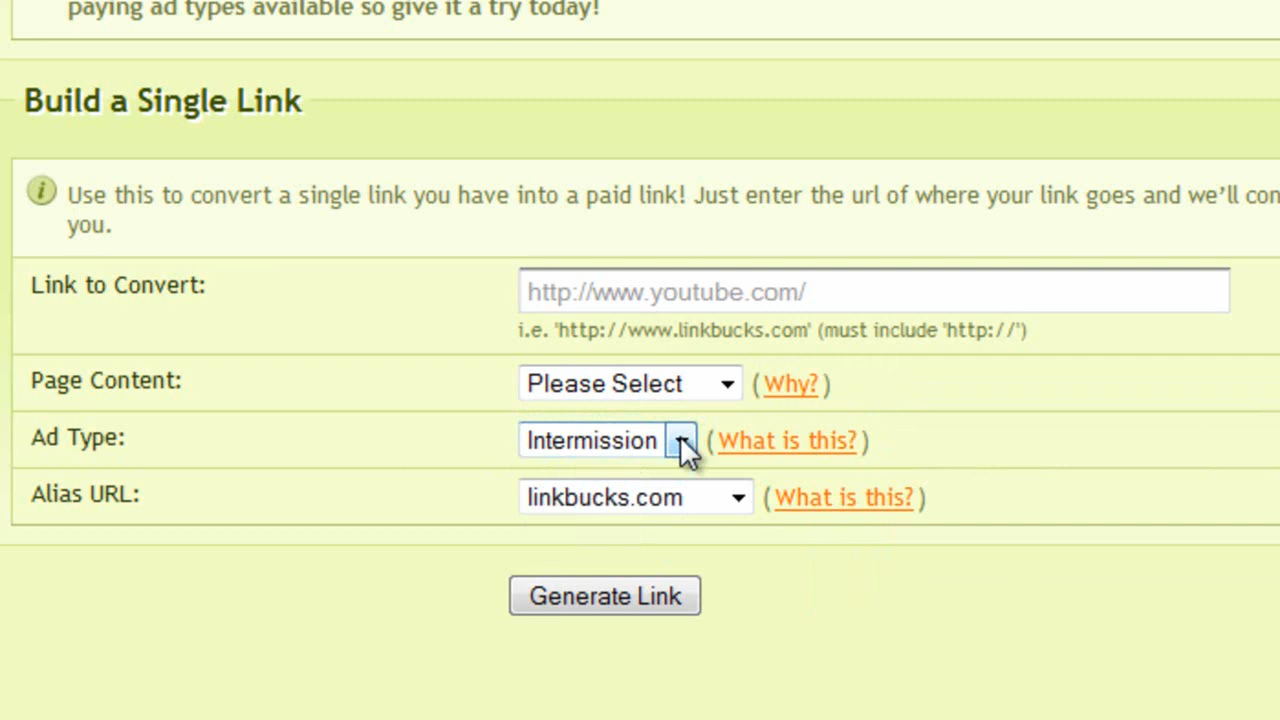 paying ad types available so give it a try today!
Build a Single Link
i Use this to convert a single link you have into a paid link! Just enter the url of where your link goes and we’ll con
you.
Link to Convert: http://www.youtube.com/
i.e. 'http://www.linkbucks.com' (must include 'http://')
Page Content: Please Select (Why?)
Ad Type: Intermission (What is this?)
Alias URL: linkbucks.com (What is this?)
Generate Link